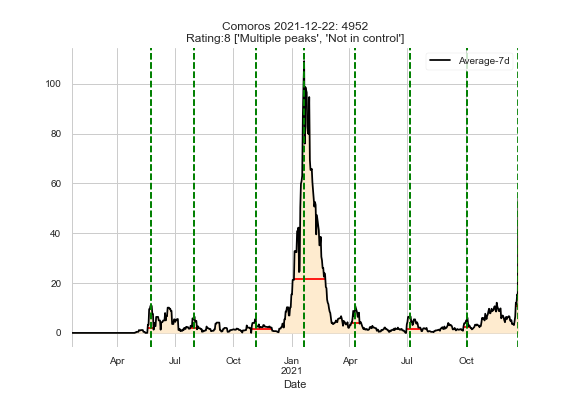 Comoros 2021-12-22: 4952
Rating:8 ['Multiple peaks', 'Not in control']
Average-7d
100
80
60
40
20
0
Apr Jul Oct Jan Apr Jul Oct
2021
Date